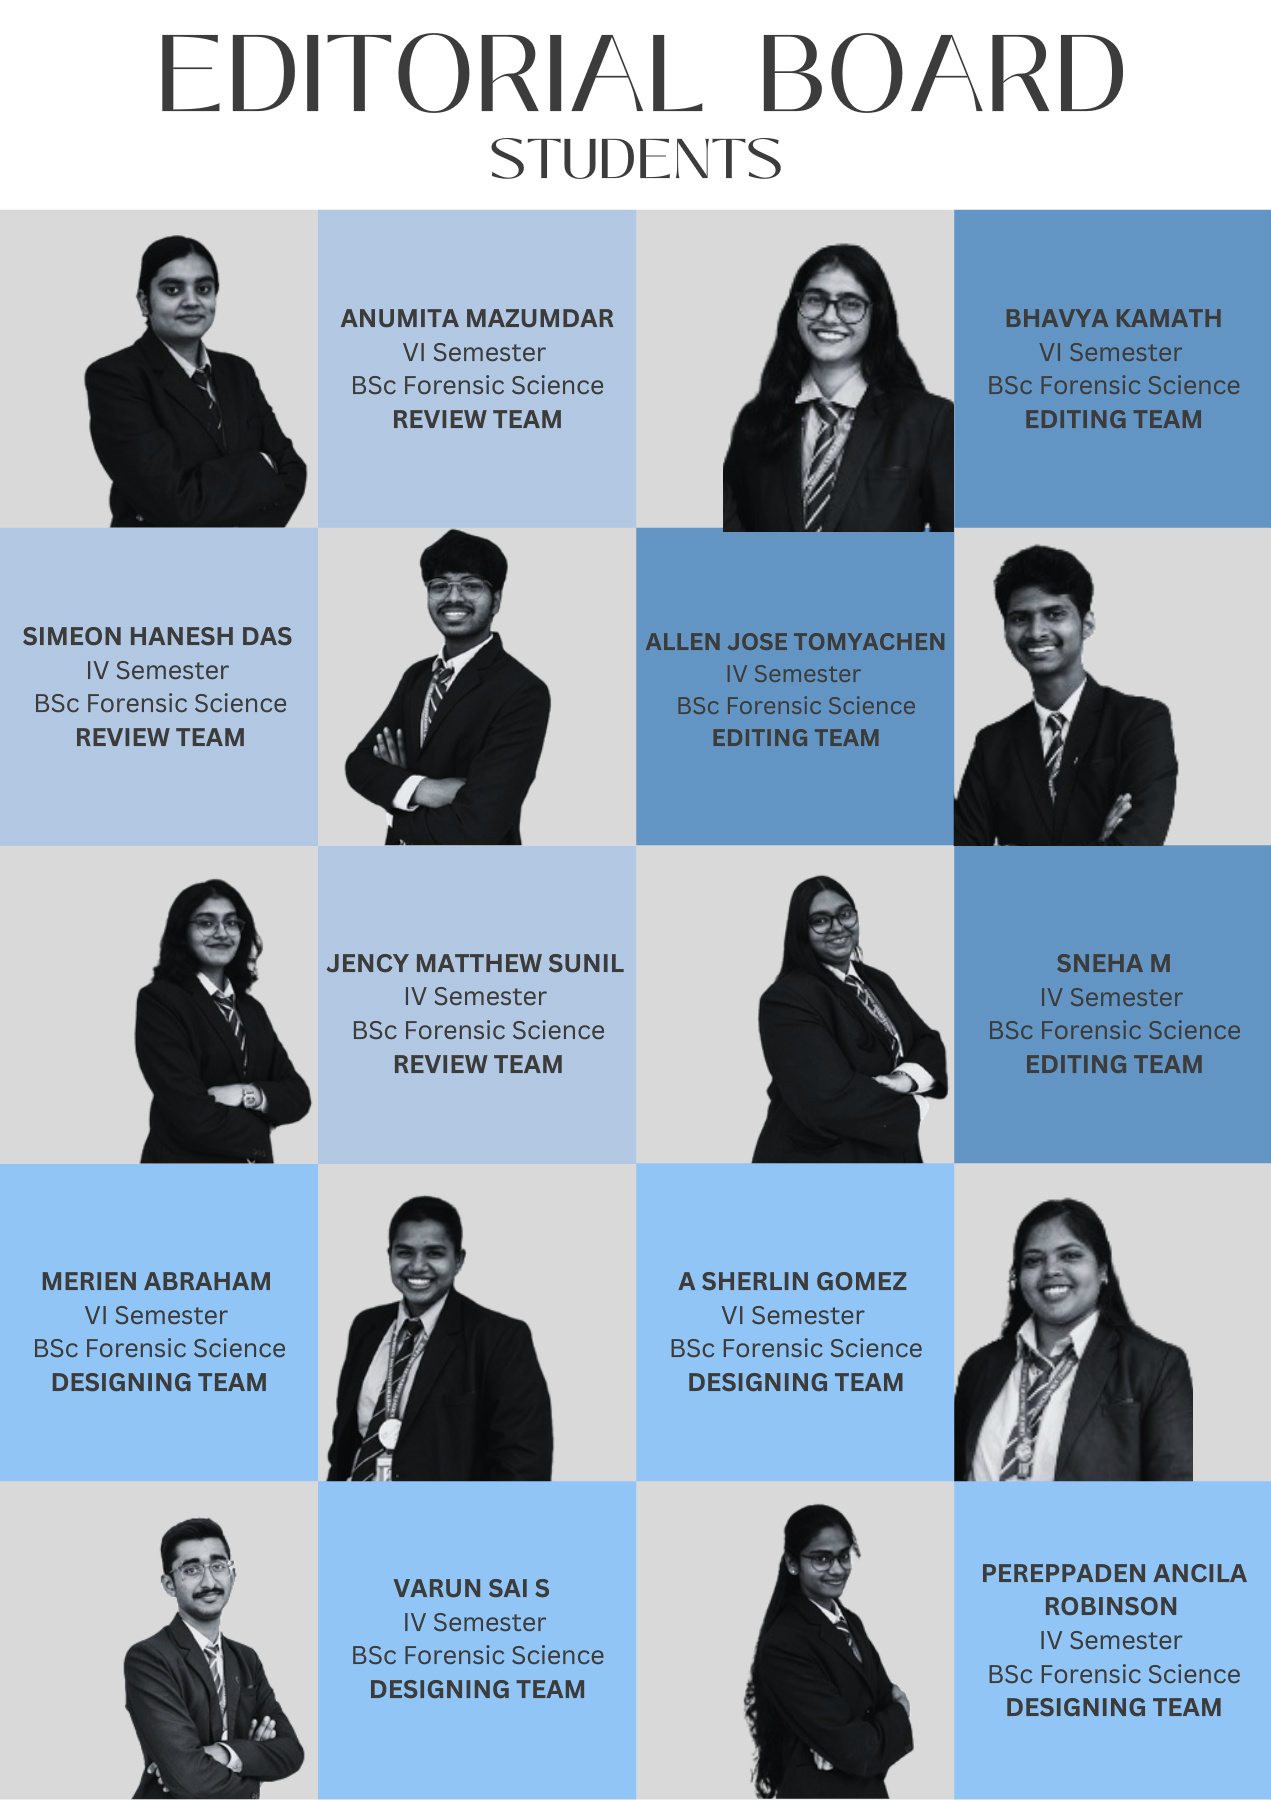 EDITORIAL BOARD
STUDENTS
ANUMITA MAZUMDAR
VI Semester
BSc Forensic Science
REVIEW TEAM
BHAVYA KAMATH
VI Semester
BSc Forensic Science
EDITING TEAM
SIMEON HANESH DAS
IV Semester
BSc Forensic Science
REVIEW TEAM
ALLEN JOSE TOMYACHEN
IV Semester
BSc Forensic Science
EDITING TEAM
JENCY MATTHEW SUNIL
IV Semester
BSc Forensic Science
REVIEW TEAM
SNEHA M
IV Semester
BSc Forensic Science
EDITING TEAM
MERIEN ABRAHAM
VI Semester
BSc Forensic Science
DESIGNING TEAM
A SHERLIN GOMEZ
VI Semester
BSc Forensic Science
DESIGNING TEAM
VARUN SAI S
IV Semester
BSc Forensic Science
DESIGNING TEAM
PEREPPADEN ANCILA
ROBINSON
IV Semester
BSc Forensic Science
DESIGNING TEAM